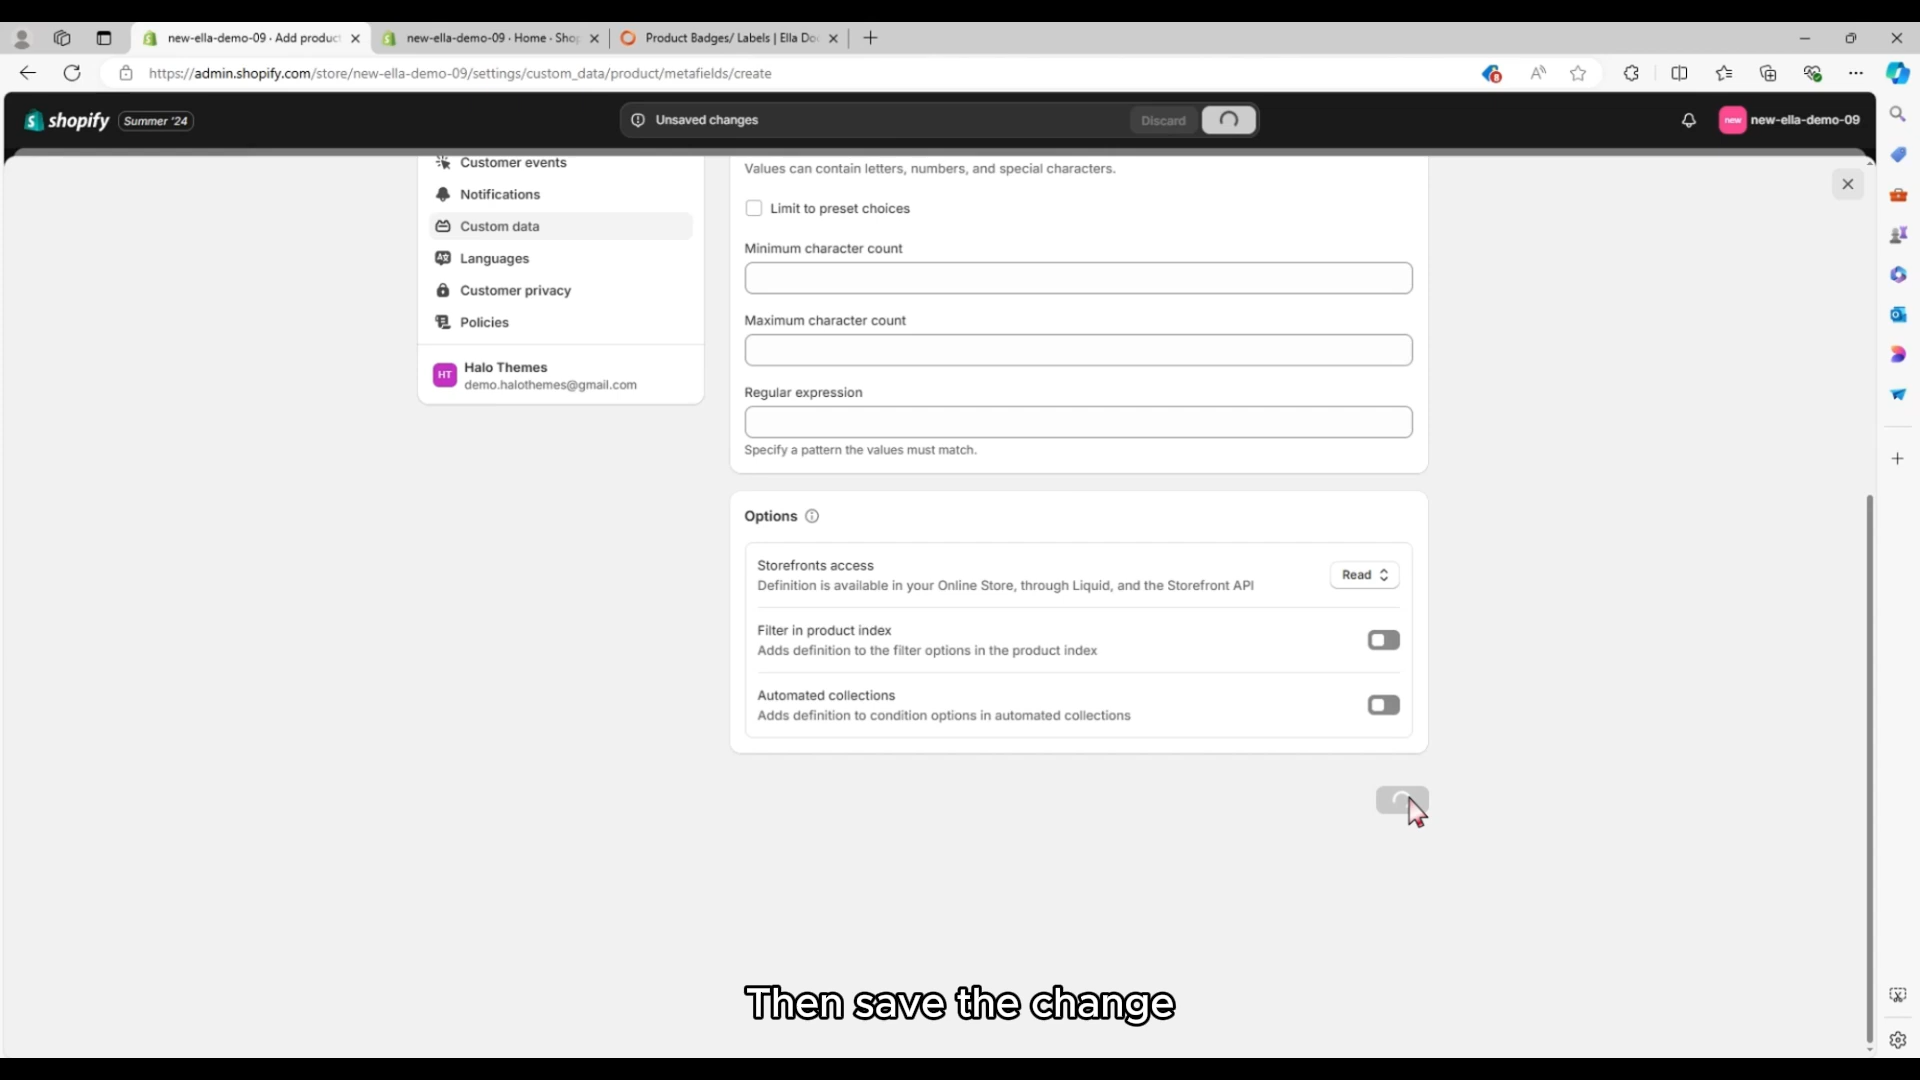 new-ella-demo-09 · Add product
new-ella-demo-09 · Home · Shop
Product Badges/ Labels | Ella Do
https://admin.shopify.com/store/new-ella-demo-09/settings/custom_data/product/metafields/create
shopify
Summer '24
Unsaved changes
Discard
new
new-ella-demo-09
Customer events
Notifications
Custom data
Languages
Customer privacy
Policies
HT
Halo Themes
demo.halothemes@gmail.com
Values can contain letters, numbers, and special characters.
Limit to preset choices
Minimum character count
Maximum character count
Regular expression
Specify a pattern the values must match.
Options
Storefronts access
Definition is available in your Online Store, through Liquid, and the Storefront API
Read
Filter in product index
Adds definition to the filter options in the product index
Automated collections
Adds definition to condition options in automated collections
Then save the change